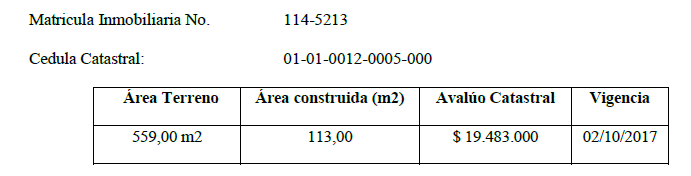 Matricula Inmobiliaria No. 114-5213
Cedula Catastral: 01-01-0012-0005-000
Área Terreno Área construida (m2) Avalúo Catastral Vigencia
559,00 m2 113,00 $ 19.483.000 02/10/2017